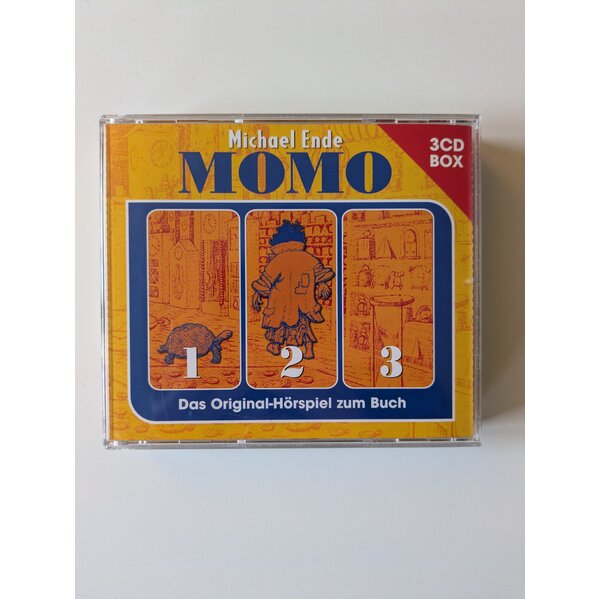 Michael Ende
MOMO
3CD
BOX
1 2 3
Das Original-Hörspiel zum Buch